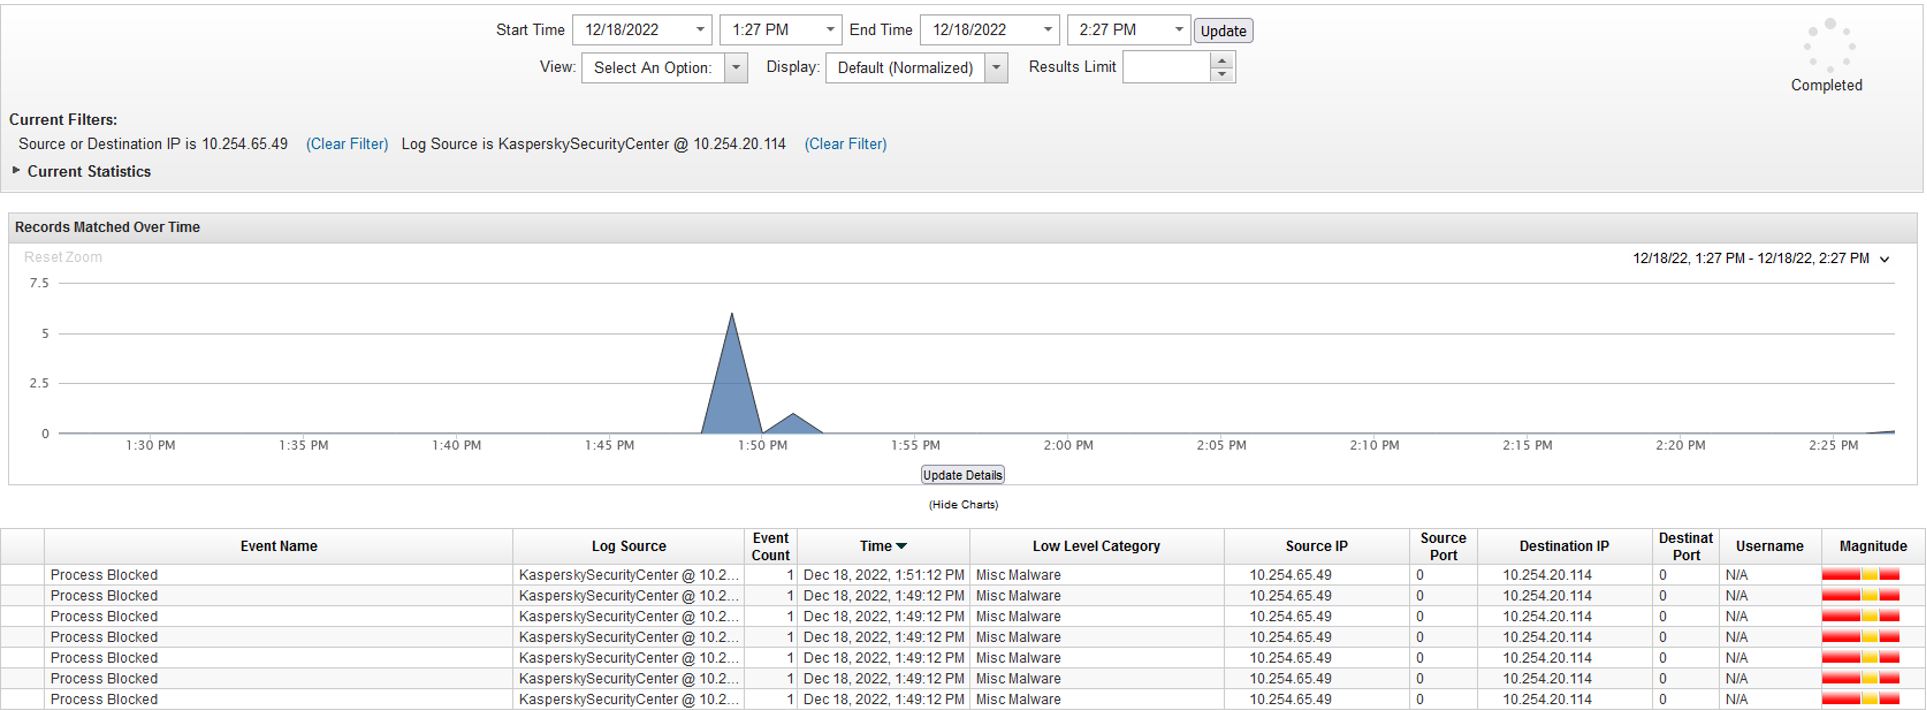 Start Time 12/18/2022 1:27 PM End Time 12/18/2022 2:27 PM Update
View: Select An Option: Display: Default (Normalized) Results Limit
Completed
Current Filters:
Source or Destination IP is 10.254.65.49 (Clear Filter) Log Source is KasperskySecurityCenter @ 10.254.20.114 (Clear Filter)
Current Statistics
Records Matched Over Time
Reset Zoom 12/18/22, 1:27 PM - 12/18/22, 2:27 PM
7.5
5
2.5
0
1:30 PM 1:35 PM 1:40 PM 1:45 PM 1:50 PM 1:55 PM 2:00 PM 2:05 PM 2:10 PM 2:15 PM 2:20 PM 2:25 PM
Update Details
(Hide Charts)
Event Name Log Source Event Count Time Low Level Category Source IP Source Port Destination IP Destinat Port Username Magnitude
Process Blocked KasperskySecurityCenter @ 10.2... 1 Dec 18, 2022, 1:51:12 PM Misc Malware 10.254.65.49 0 10.254.20.114 0 N/A
Process Blocked KasperskySecurityCenter @ 10.2... 1 Dec 18, 2022, 1:49:12 PM Misc Malware 10.254.65.49 0 10.254.20.114 0 N/A
Process Blocked KasperskySecurityCenter @ 10.2... 1 Dec 18, 2022, 1:49:12 PM Misc Malware 10.254.65.49 0 10.254.20.114 0 N/A
Process Blocked KasperskySecurityCenter @ 10.2... 1 Dec 18, 2022, 1:49:12 PM Misc Malware 10.254.65.49 0 10.254.20.114 0 N/A
Process Blocked KasperskySecurityCenter @ 10.2... 1 Dec 18, 2022, 1:49:12 PM Misc Malware 10.254.65.49 0 10.254.20.114 0 N/A
Process Blocked KasperskySecurityCenter @ 10.2... 1 Dec 18, 2022, 1:49:12 PM Misc Malware 10.254.65.49 0 10.254.20.114 0 N/A
Process Blocked KasperskySecurityCenter @ 10.2... 1 Dec 18, 2022, 1:49:12 PM Misc Malware 10.254.65.49 0 10.254.20.114 0 N/A